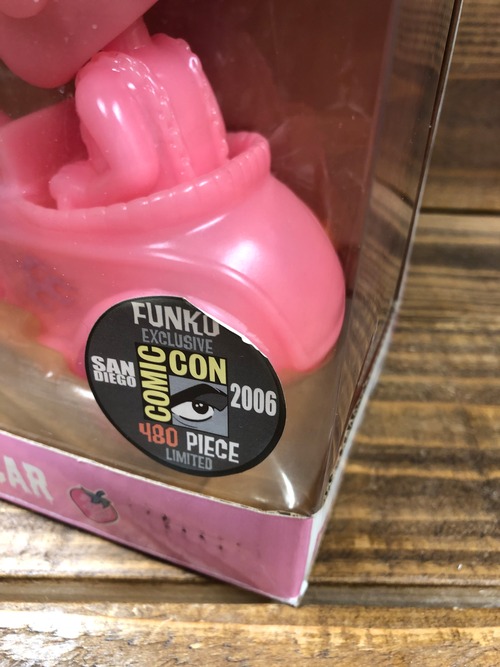 FUNKO
EXCLUSIVE
SAN DIEGO
COMIC CON
2006
480 PIECE
LIMITED
CAR